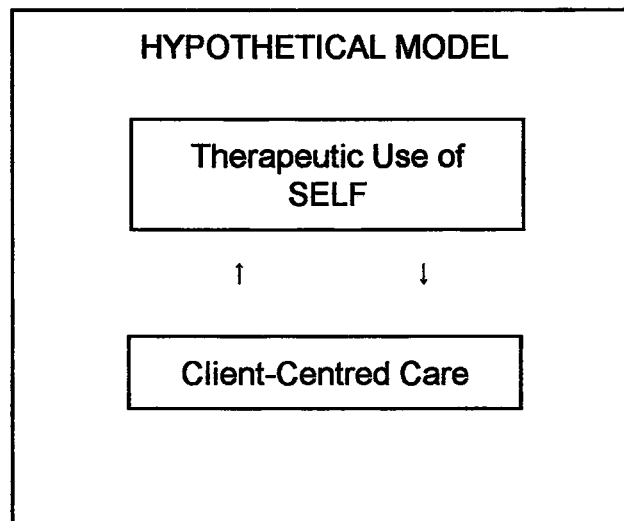 HYPOTHETICAL MODEL
Therapeutic Use of
SELF
↑ ↓
Client-Centred Care